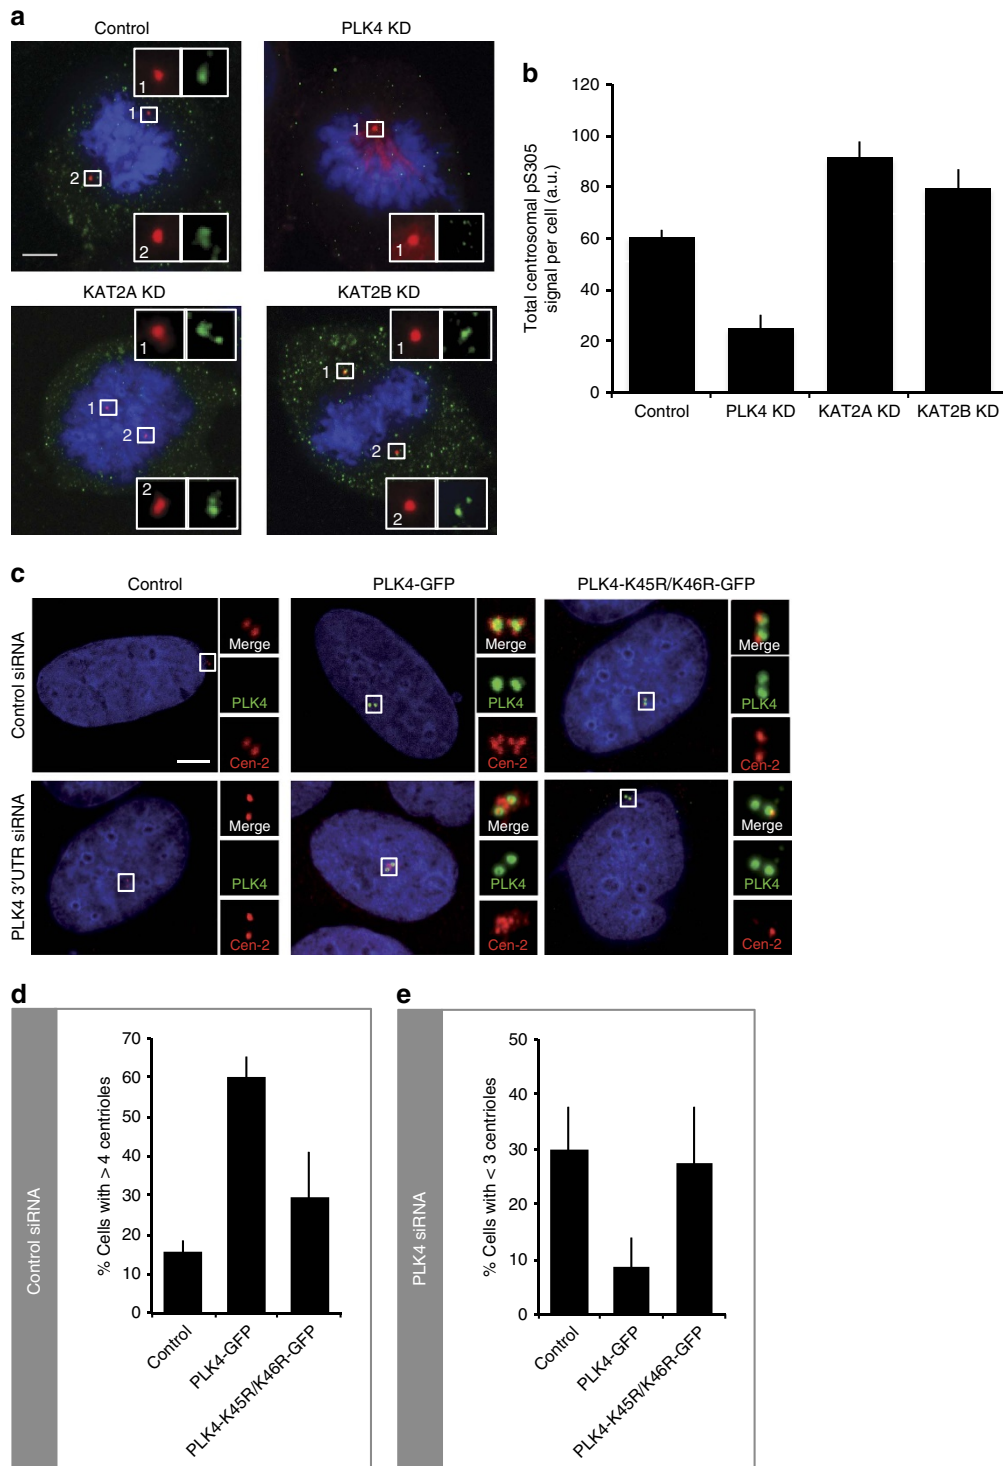 a
Control
PLK4 KD
1
1
2
2
1
1
KAT2A KD
KAT2B KD
1
1
2
2
1
1
2
2
b
Total centrosomal pS305
signal per cell (a.u.)
120
100
80
60
40
20
0
Control
PLK4 KD
KAT2A KD
KAT2B KD
c
Control
PLK4-GFP
PLK4-K45R/K46R-GFP
Control siRNA
Merge
PLK4
Cen-2
Merge
PLK4
Cen-2
Merge
PLK4
Cen-2
PLK4 3′UTR siRNA
Merge
PLK4
Cen-2
Merge
PLK4
Cen-2
Merge
PLK4
Cen-2
d
Control siRNA
% Cells with > 4 centrioles
70
60
50
40
30
20
10
0
Control
PLK4-GFP
PLK4-K45R/K46R-GFP
e
PLK4 siRNA
% Cells with < 3 centrioles
50
40
30
20
10
0
Control
PLK4-GFP
PLK4-K45R/K46R-GFP